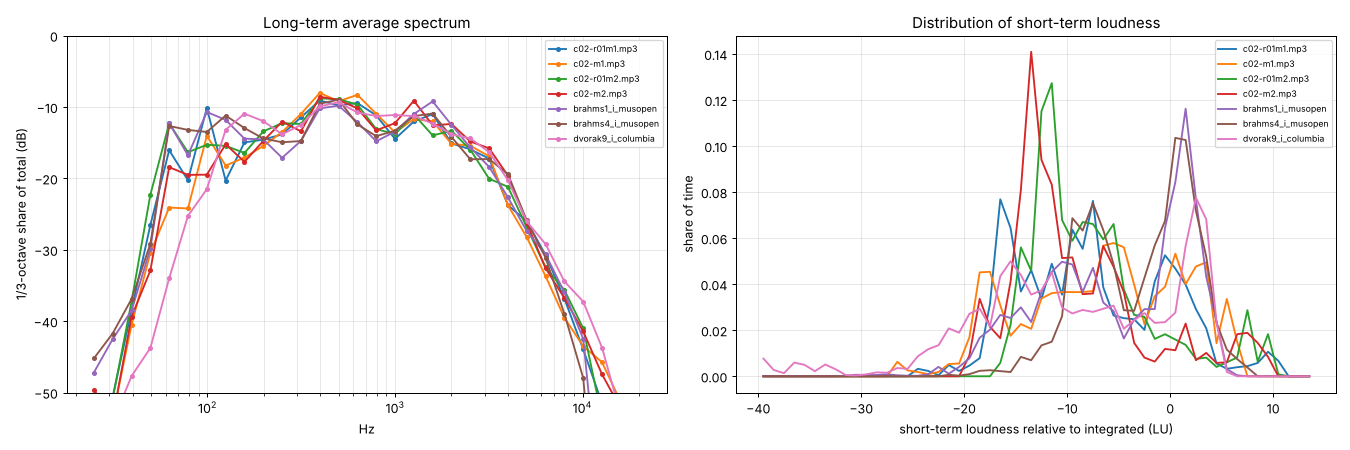 Long-term average spectrum
1/3-octave share of total (dB)
0
−10
−20
−30
−40
−50
10²
10³
10⁴
Hz
c02-r01m1.mp3
c02-m1.mp3
c02-r01m2.mp3
c02-m2.mp3
brahms1_i_musopen
brahms4_i_musopen
dvorak9_i_columbia
Distribution of short-term loudness
share of time
0.14
0.12
0.10
0.08
0.06
0.04
0.02
0.00
−40
−30
−20
−10
0
10
short-term loudness relative to integrated (LU)
c02-r01m1.mp3
c02-m1.mp3
c02-r01m2.mp3
c02-m2.mp3
brahms1_i_musopen
brahms4_i_musopen
dvorak9_i_columbia